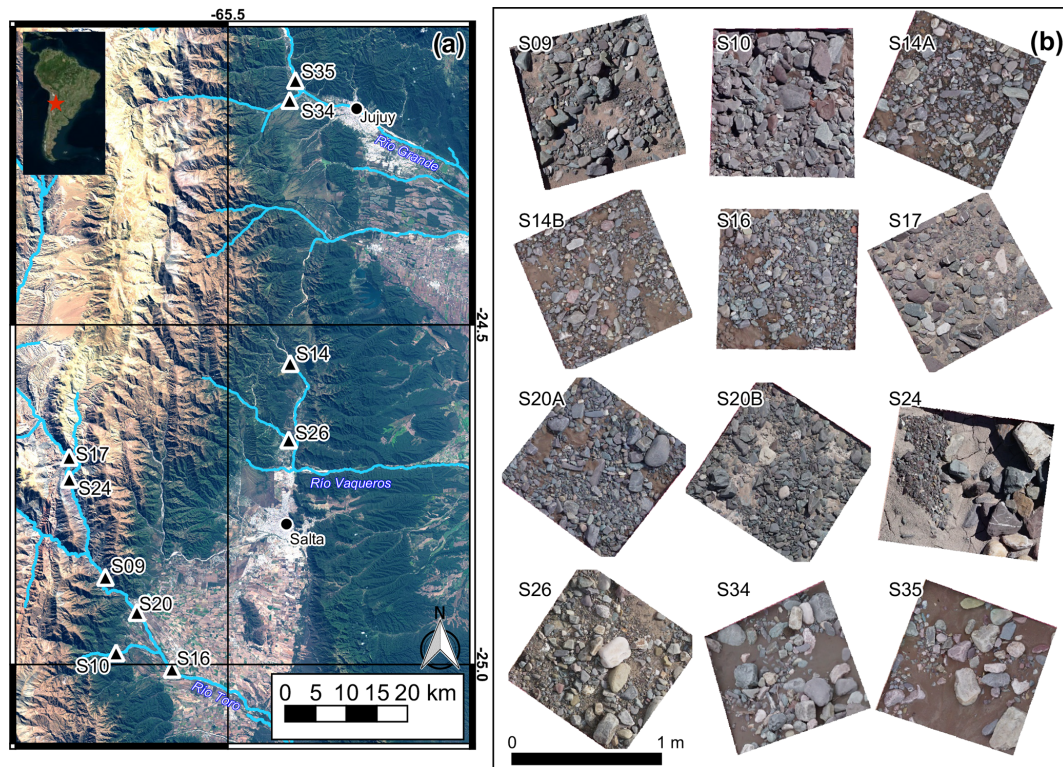 -65.5
(a)
S35
S34
Jujuy
Río Grande
-24.5
S14
S26
S17
S24
Río Vaqueros
Salta
S09
S20
N
S10
S16
-25.0
Río Toro
0 5 10 15 20 km
(b)
S09 S10 S14A
S14B S16 S17
S20A S20B S24
S26 S34 S35
0 1 m